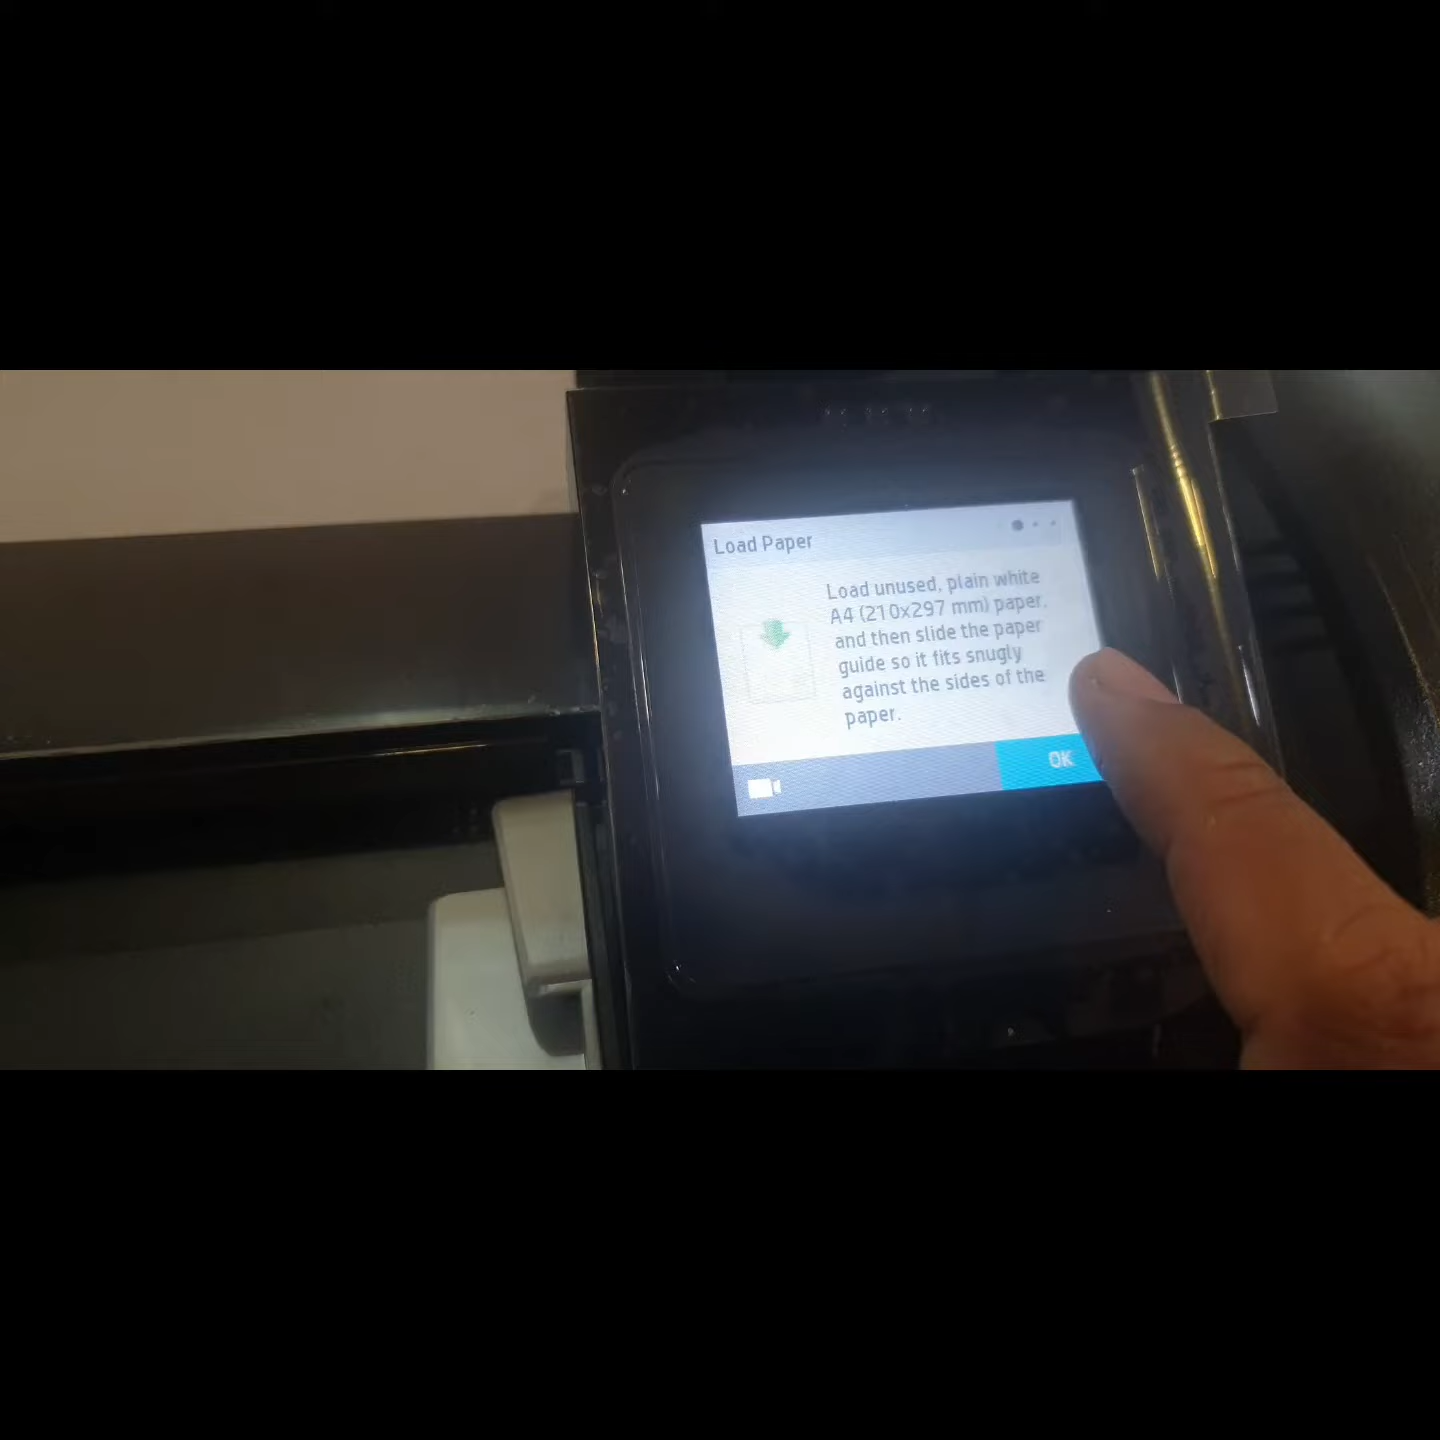 Load Paper
Load unused, plain white
A4 (210x297 mm) paper,
and then slide the paper
guide so it fits snugly
against the sides of the
paper.
OK